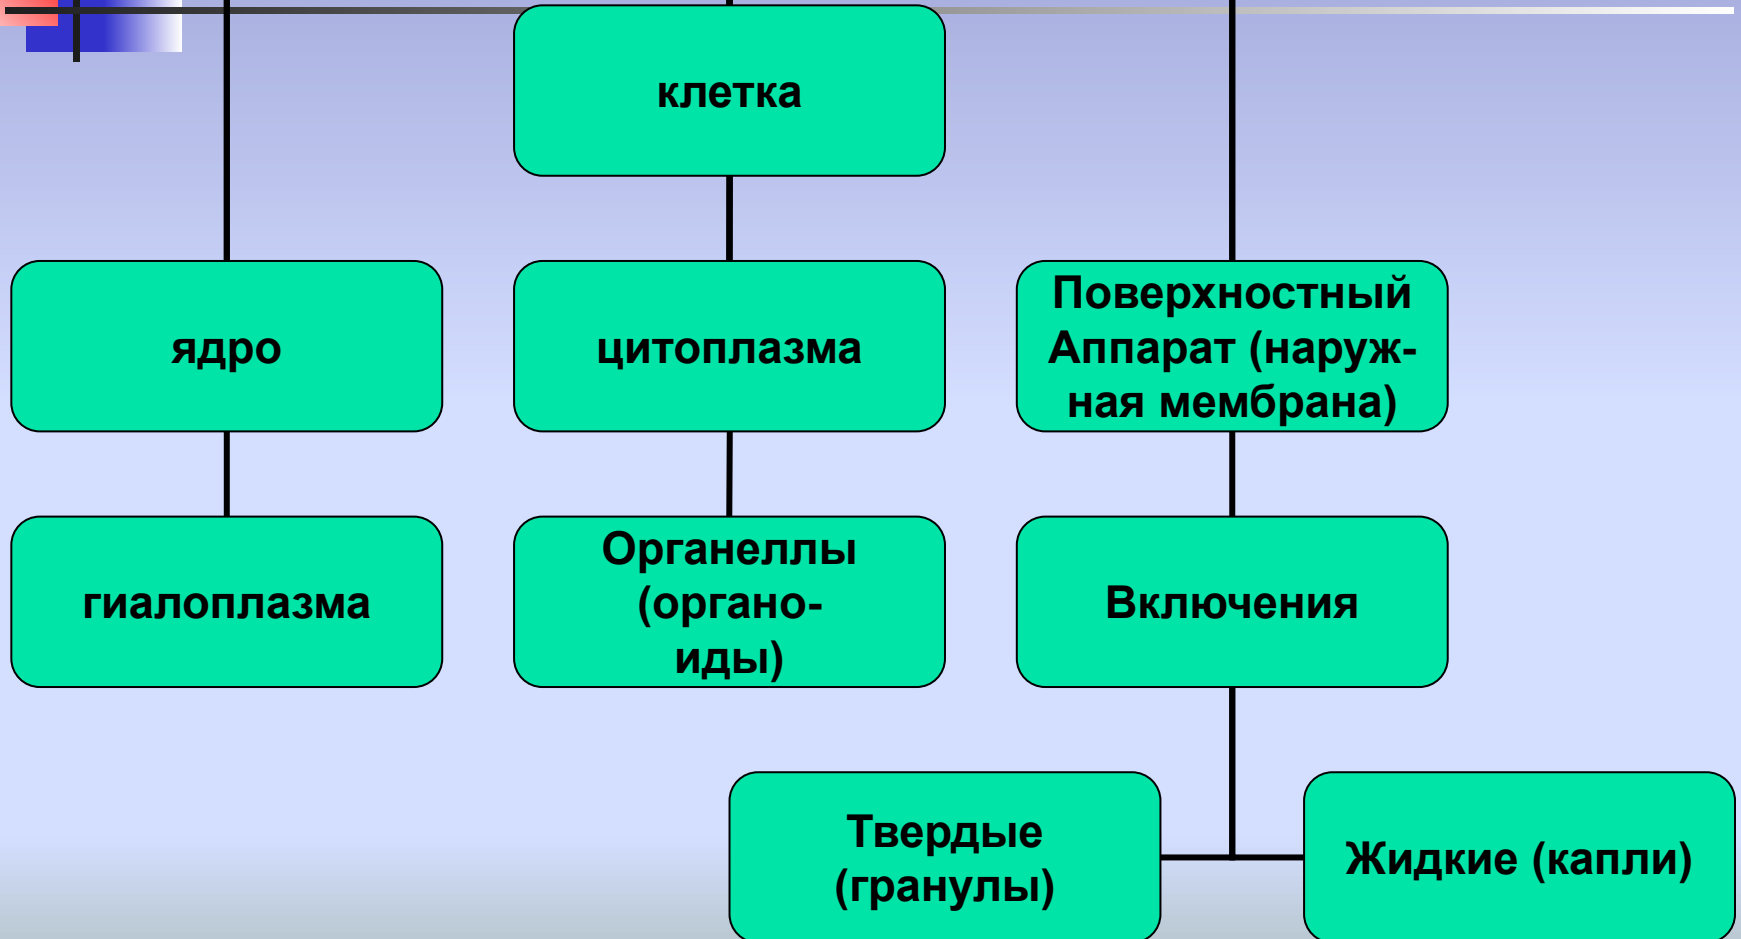 клетка
ядро
цитоплазма
Поверхностный
Аппарат (наруж-
ная мембрана)
гиалоплазма
Органеллы
(органо-
иды)
Включения
Твердые
(гранулы)
Жидкие (капли)